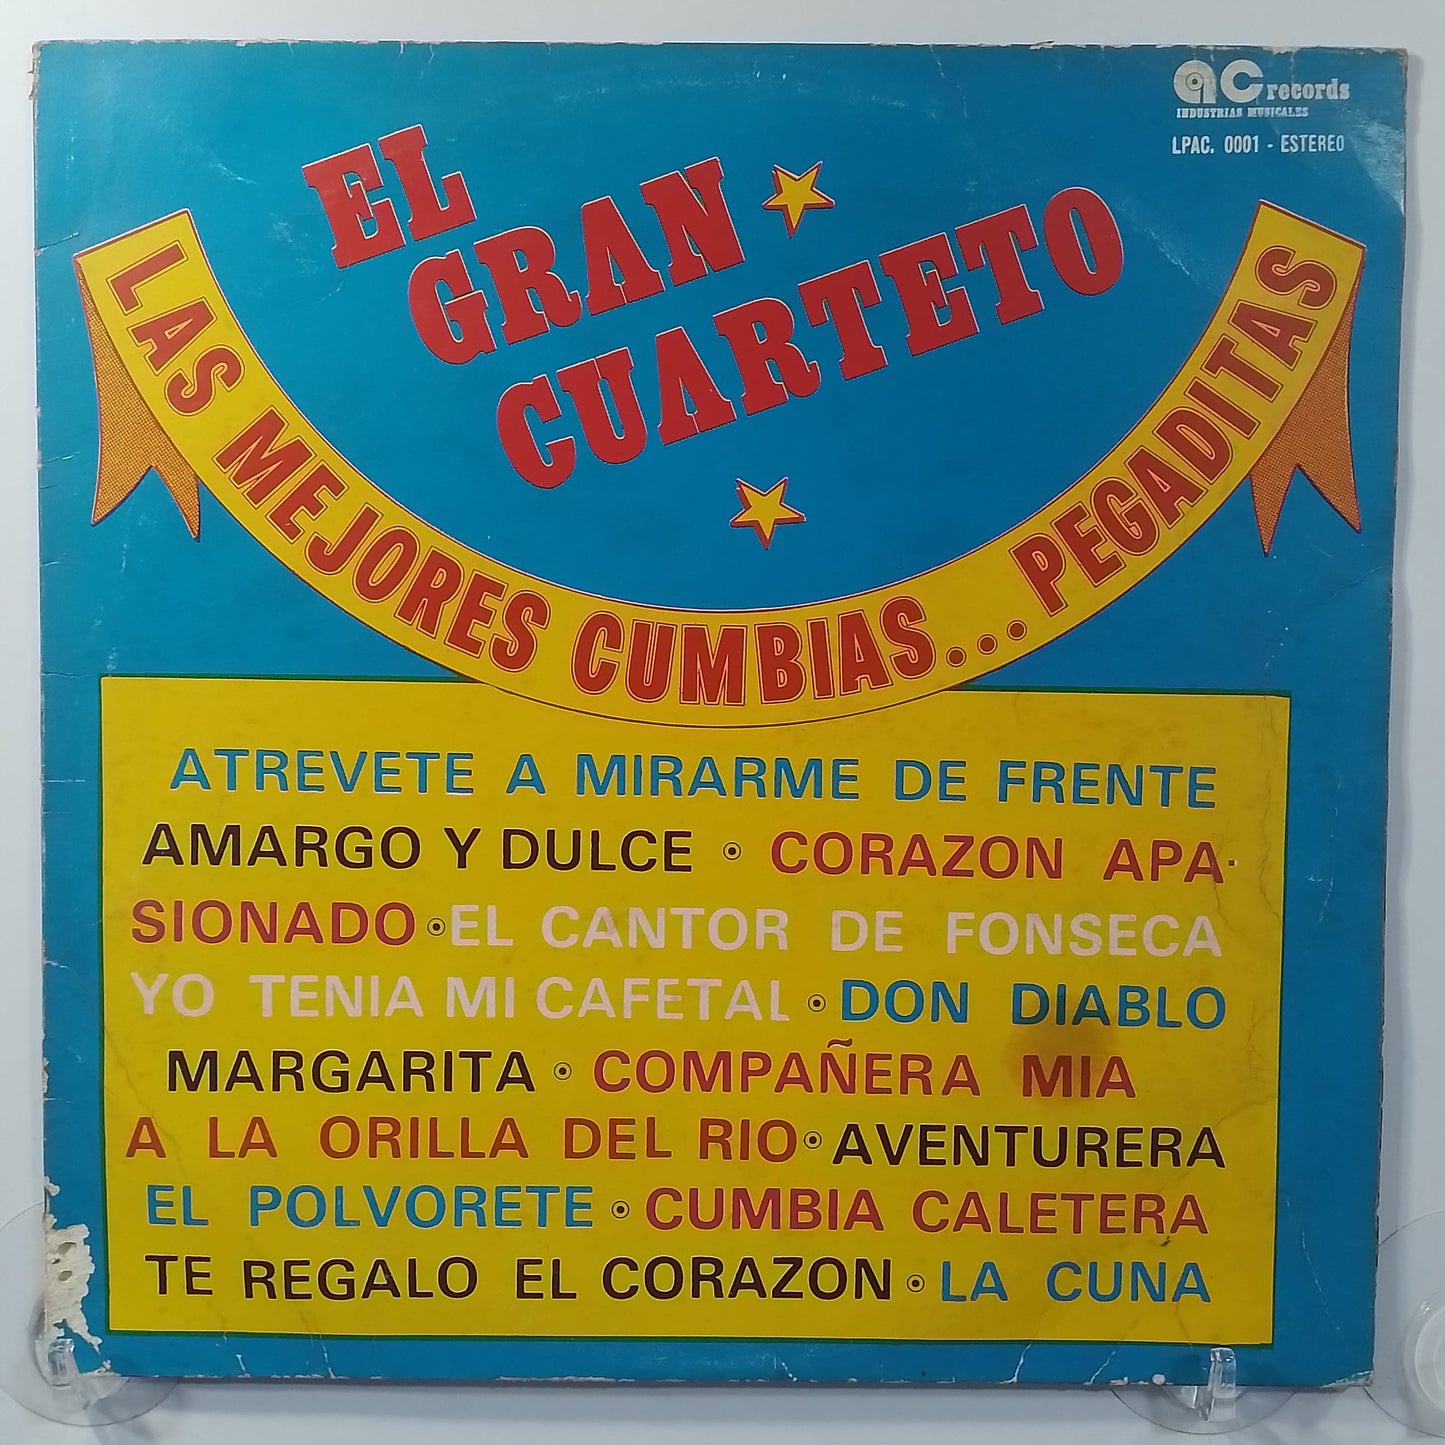 ac records
INDUSTRIAS MUSICALES
LPAC. 0001 - ESTEREO
EL
GRAN
CUARTETO
LAS MEJORES CUMBIAS... PEGADITAS
ATREVETE A MIRARME DE FRENTE
AMARGO Y DULCE • CORAZON APA-
SIONADO • EL CANTOR DE FONSECA
YO TENIA MI CAFETAL • DON DIABLO
MARGARITA • COMPAÑERA MIA
A LA ORILLA DEL RIO • AVENTURERA
EL POLVORETE • CUMBIA CALETERA
TE REGALO EL CORAZON • LA CUNA